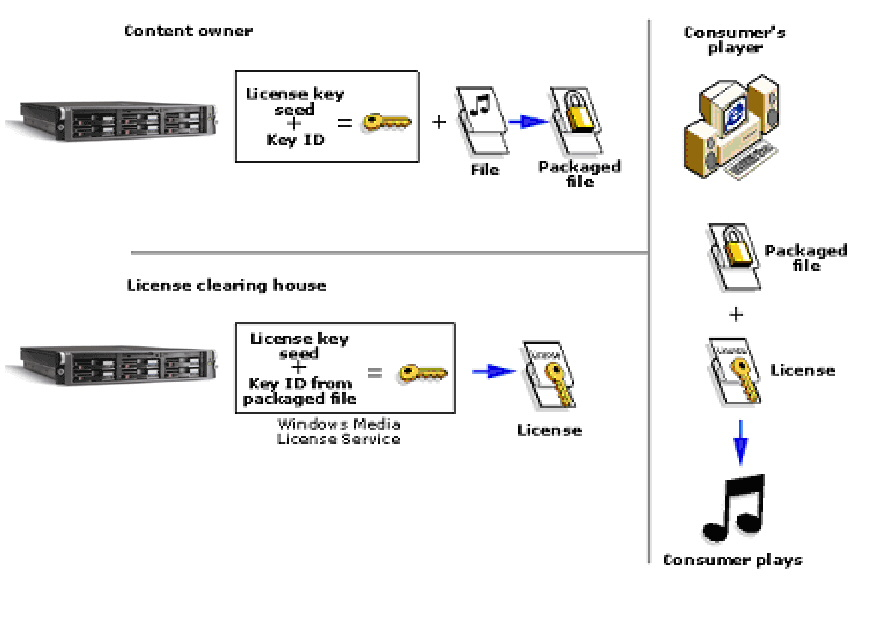 Content owner
License key
seed
+
Key ID
=
+
File
Packaged
file
License clearing house
License key
seed
+
Key ID from
packaged file
=
Windows Media
License Service
License
Consumer's
player
Packaged
file
+
License
Consumer plays